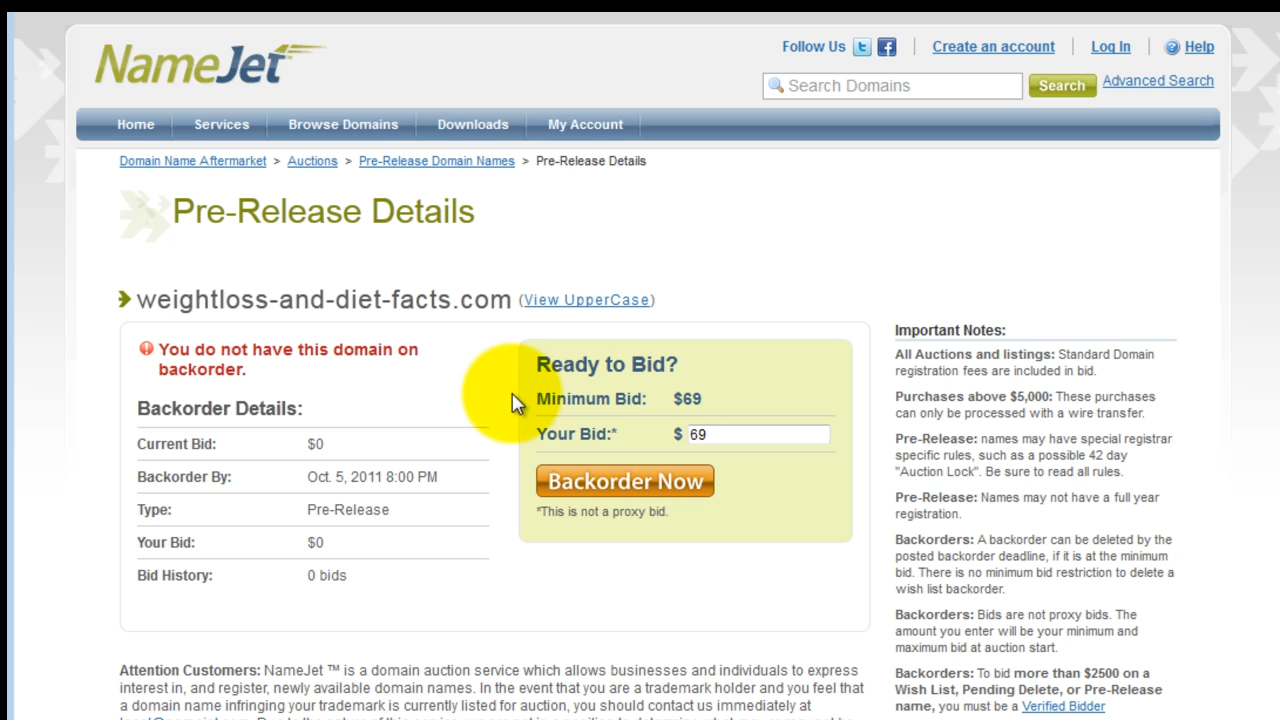 NameJet
Follow Us
Create an account
Log In
Help
Search Domains
Search
Advanced Search
Home
Services
Browse Domains
Downloads
My Account
Domain Name Aftermarket > Auctions > Pre-Release Domain Names > Pre-Release Details
Pre-Release Details
weightloss-and-diet-facts.com (View UpperCase)
You do not have this domain on
backorder.
Backorder Details:
Current Bid: $0
Backorder By: Oct. 5, 2011 8:00 PM
Type: Pre-Release
Your Bid: $0
Bid History: 0 bids
Ready to Bid?
Minimum Bid: $69
Your Bid:* $ 69
Backorder Now
*This is not a proxy bid.
Important Notes:
All Auctions and listings: Standard Domain
registration fees are included in bid.
Purchases above $5,000: These purchases
can only be processed with a wire transfer.
Pre-Release: names may have special registrar
specific rules, such as a possible 42 day
"Auction Lock". Be sure to read all rules.
Pre-Release: Names may not have a full year
registration.
Backorders: A backorder can be deleted by the
posted backorder deadline, if it is at the minimum
bid. There is no minimum bid restriction to delete a
wish list backorder.
Backorders: Bids are not proxy bids. The
amount you enter will be your minimum and
maximum bid at auction start.
Backorders: To bid more than $2500 on a
Wish List, Pending Delete, or Pre-Release
name, you must be a Verified Bidder
Attention Customers: NameJet ™ is a domain auction service which allows businesses and individuals to express
interest in, and register, newly available domain names. In the event that you are a trademark holder and you feel that
a domain name infringing your trademark is currently listed for auction, you should contact us immediately at